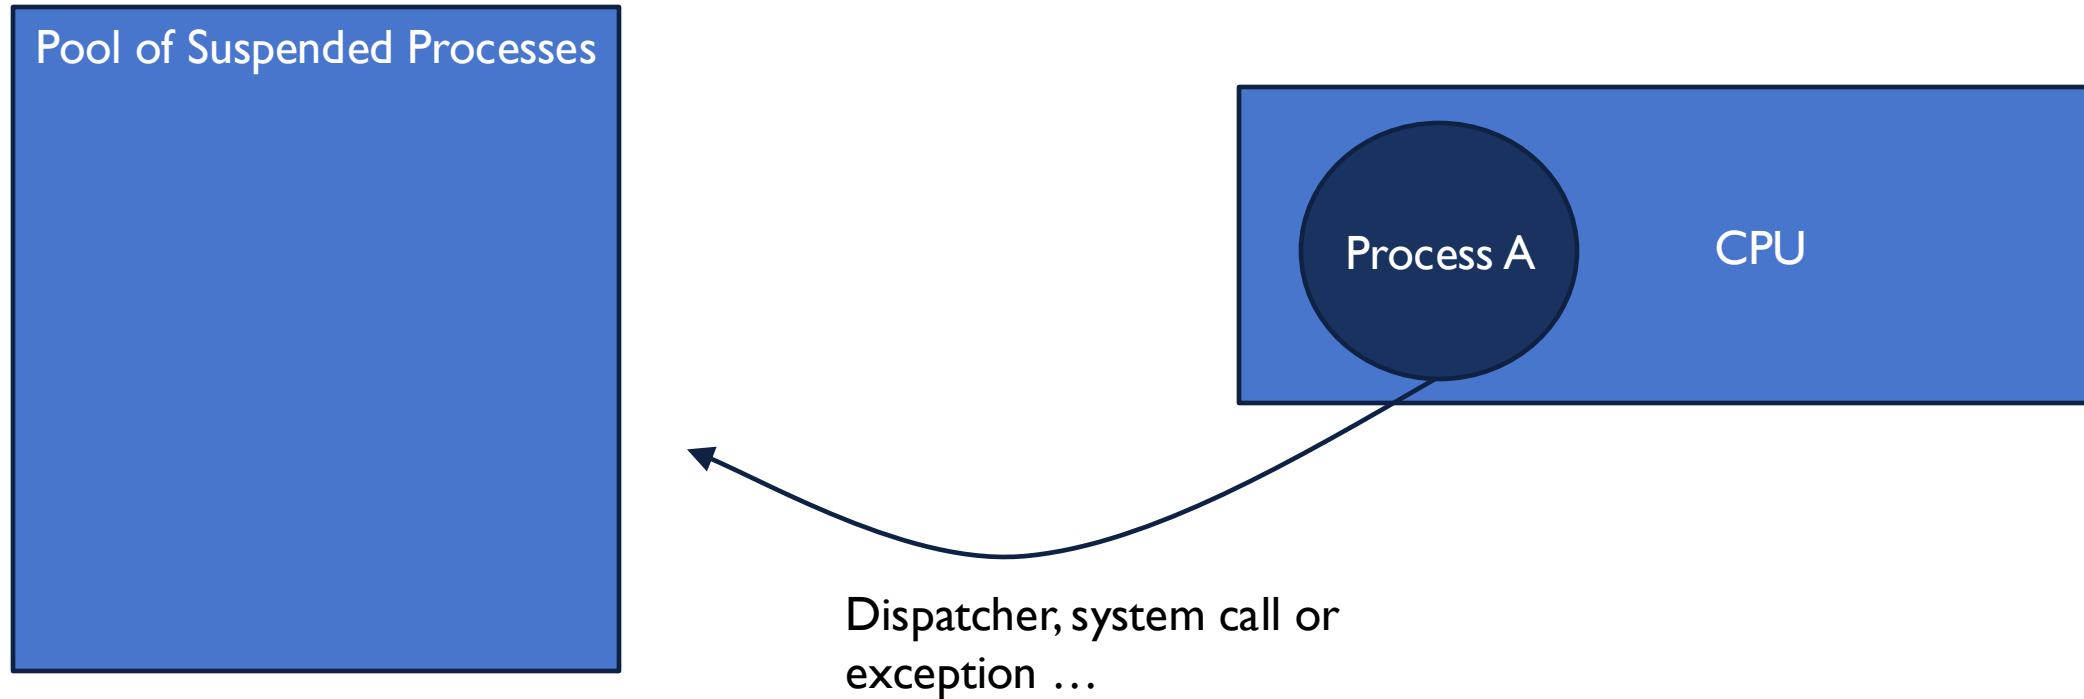 Pool of Suspended Processes
Process A
CPU
Dispatcher, system call or
exception …